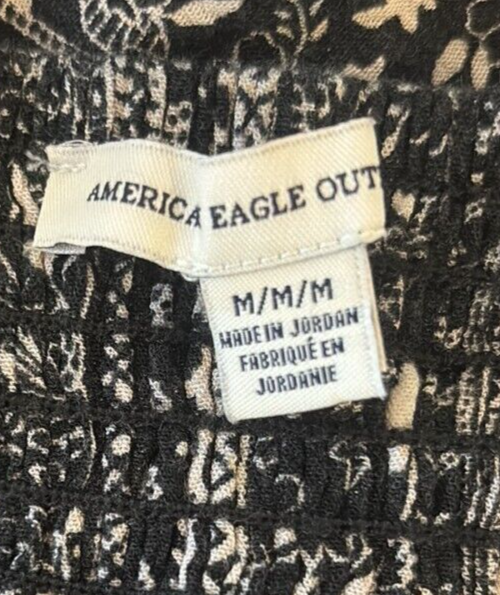 AMERICA EAGLE OUT
M/M/M
MADE IN JORDAN
FABRIQUÉ EN
JORDANIE